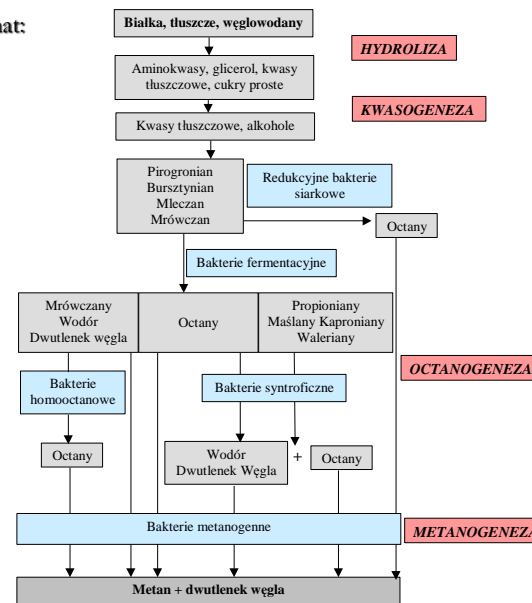 nat:
Białka, tłuszcze, węglowodany
HYDROLIZA
Aminokwasy, glicerol, kwasy
tłuszczowe, cukry proste
KWASOGENEZA
Kwasy tłuszczowe, alkohole
Pirogronian
Bursztynian
Mleczan
Mrówczan
Redukcyjne bakterie
siarkowe
Octany
Bakterie fermentacyjne
Mrówczany
Wodór
Dwutlenek węgla
Octany
Propioniany
Maślany Kaproniany
Waleriany
OCTANOGENEZA
Bakterie
homooctanowe
Bakterie syntroficzne
Octany
Wodór
Dwutlenek Węgla
+
Octany
Bakterie metanogenne
METANOGENEZA
Metan + dwutlenek węgla